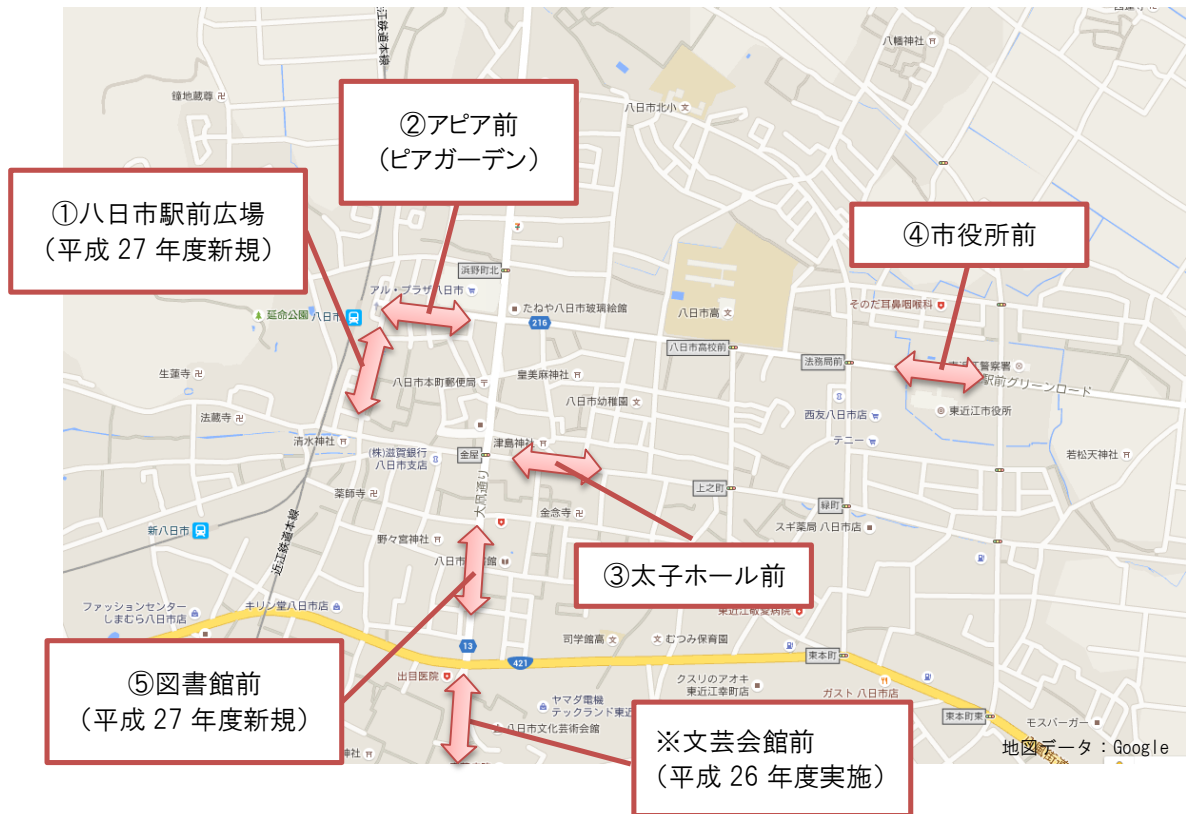 八幡神社
近江鉄道本線
鐘地蔵尊
八日市北小
②アピア前
（ピアガーデン）
①八日市駅前広場
（平成 27 年度新規）
④市役所前
浜野町北
アル・プラザ八日市
そのだ耳鼻咽喉科
延命公園
八日市
たねや八日市玻璃絵館
216
八日市高
八日市高校前
法務局前
東近江警察署
駅前グリーンロード
生蓮寺
八日市本町郵便局
皇美麻神社
八日市幼稚園
西友八日市店
東近江市役所
法蔵寺
清水神社
津島神社
テニー
若松天神社
(株)滋賀銀行
八日市支店
金屋
上之町
緑町
薬師寺
大凧通り
金念寺
スギ薬局 八日市店
新八日市
近江鉄道本線
野々宮神社
③太子ホール前
ファッションセンター
しまむら八日市店
キリン堂八日市店
東近江敬愛病院
13
司学館高
むつみ保育園
421
東本町
⑤図書館前
（平成 27 年度新規）
出目医院
クスリのアオキ
東近江幸町店
ガスト 八日市店
ヤマダ電機
テックランド東近
八日市文化芸術会館
東本町東
モスバーガー
※文芸会館前
（平成 26 年度実施）
地図データ：Google